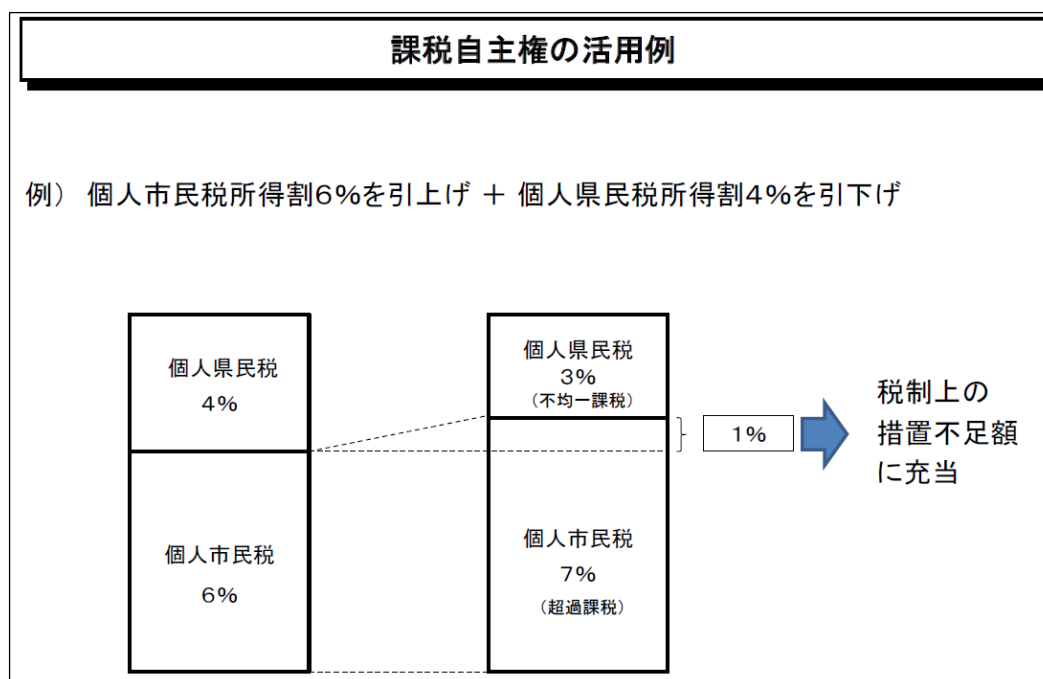 課税自主権の活用例
例） 個人市民税所得割6％を引上げ ＋ 個人県民税所得割4％を引下げ
個人県民税
4％
個人市民税
6％
個人県民税
3％
（不均一課税）
個人市民税
7％
（超過課税）
1％
税制上の
措置不足額
に充当